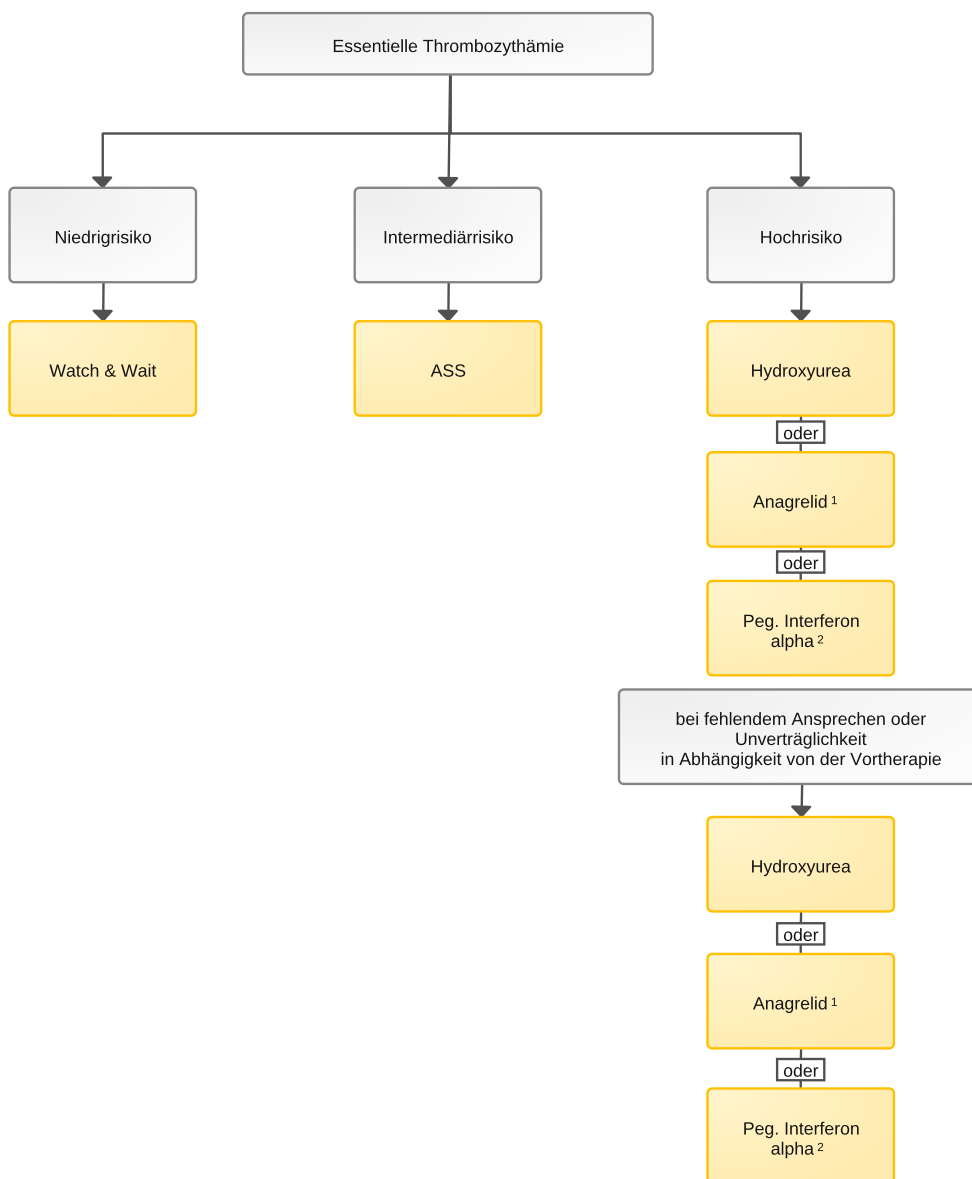 Essentielle Thrombozythämie
Niedrigrisiko
Intermediärrisiko
Hochrisiko
Watch & Wait
ASS
Hydroxyurea
oder
Anagrelid 1
oder
Peg. Interferon
alpha 2
bei fehlendem Ansprechen oder
Unverträglichkeit
in Abhängigkeit von der Vortherapie
Hydroxyurea
oder
Anagrelid 1
oder
Peg. Interferon
alpha 2